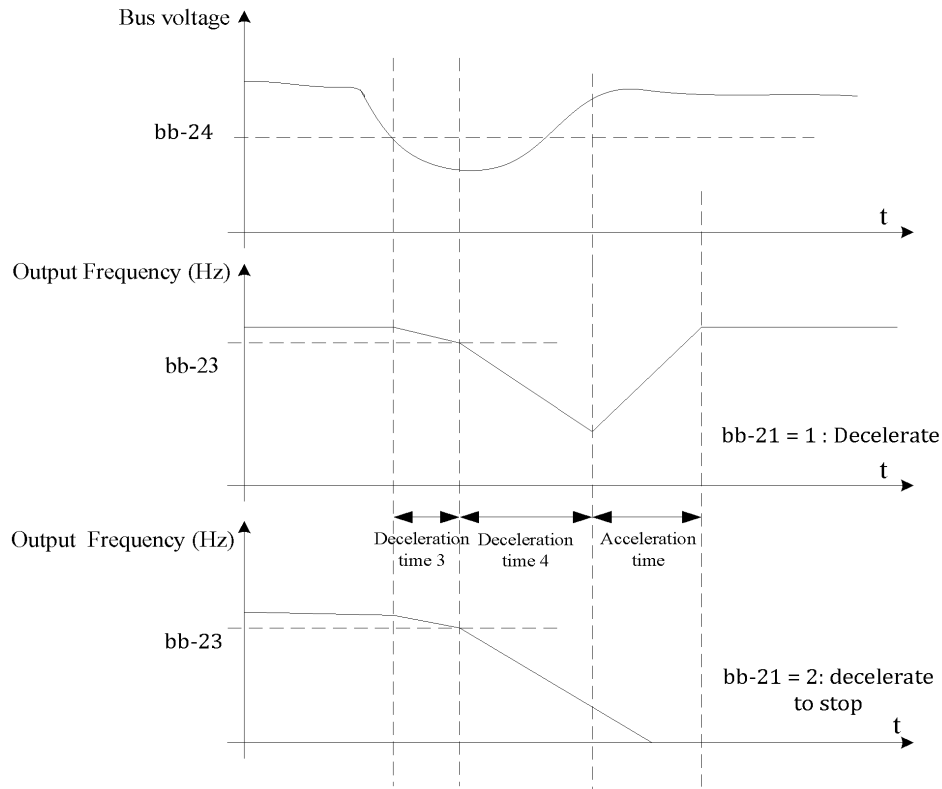 Bus voltage
bb-24
t
Output Frequency (Hz)
bb-23
bb-21 = 1 : Decelerate
t
Output  Frequency (Hz)
Deceleration
time 3
Deceleration
time 4
Acceleration
time
bb-23
bb-21 = 2: decelerate
to stop
t